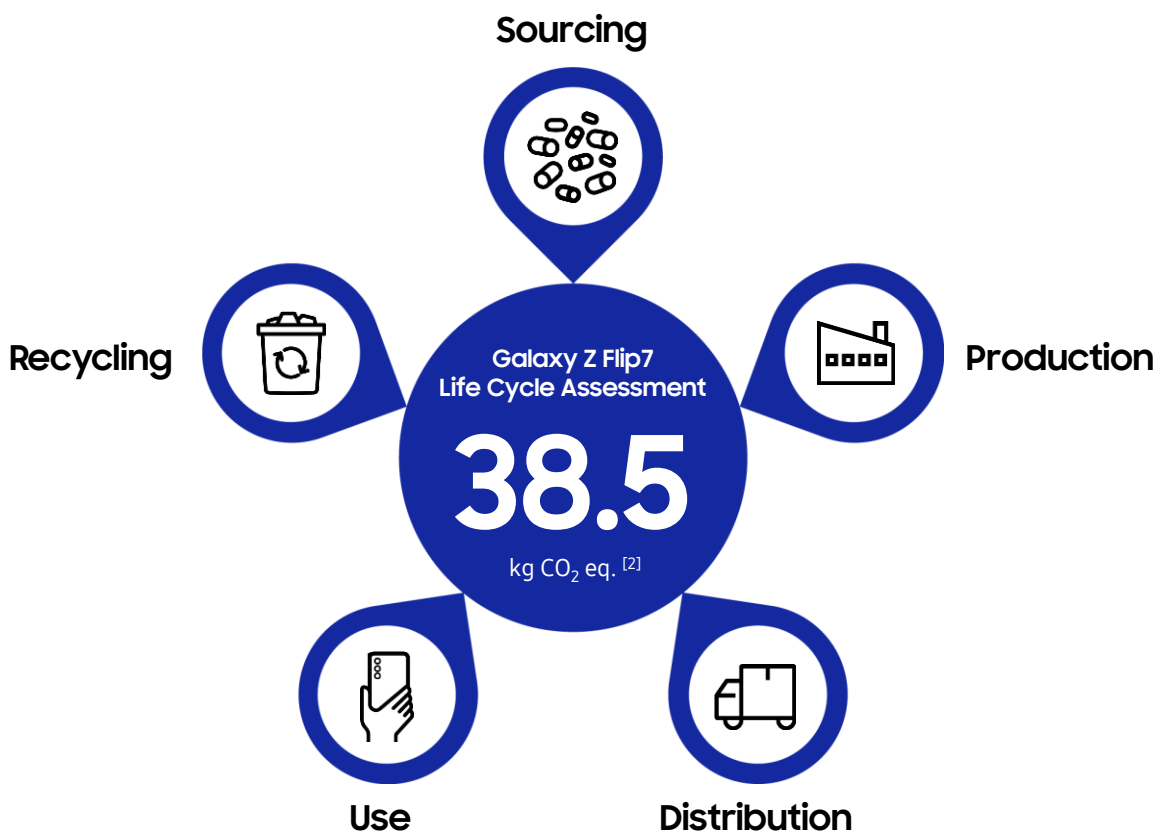 Sourcing
Recycling
Production
Galaxy Z Flip7
Life Cycle Assessment
38.5
kg CO₂ eq. [2]
Use
Distribution